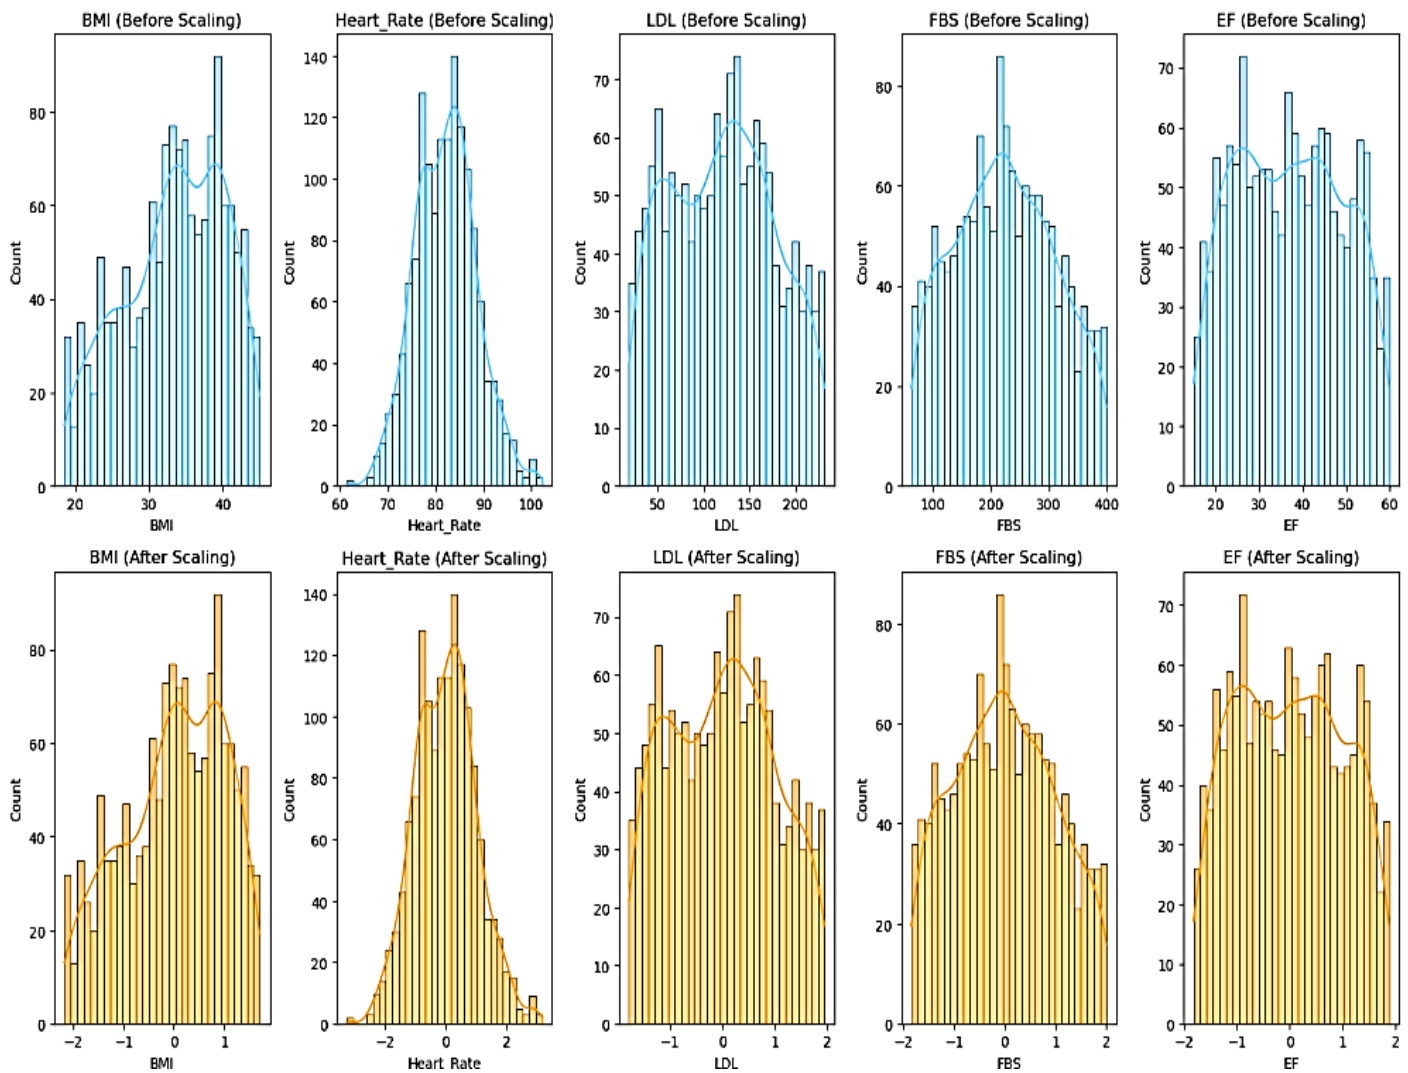 BMI (Before Scaling) Heart_Rate (Before Scaling) LDL (Before Scaling) FBS (Before Scaling) EF (Before Scaling)
Count
0 20 40 60 80
20 30 40
BMI
Count
0 20 40 60 80 100 120 140
60 70 80 90 100
Heart_Rate
Count
0 10 20 30 40 50 60 70
50 100 150 200
LDL
Count
0 20 40 60 80
100 200 300 400
FBS
Count
0 10 20 30 40 50 60 70
20 30 40 50 60
EF
BMI (After Scaling) Heart_Rate (After Scaling) LDL (After Scaling) FBS (After Scaling) EF (After Scaling)
Count
0 20 40 60 80
−2 −1 0 1
BMI
Count
0 20 40 60 80 100 120 140
−2 0 2
Heart_Rate
Count
0 10 20 30 40 50 60 70
−1 0 1 2
LDL
Count
0 20 40 60 80
−2 −1 0 1 2
FBS
Count
0 10 20 30 40 50 60 70
−2 −1 0 1 2
EF